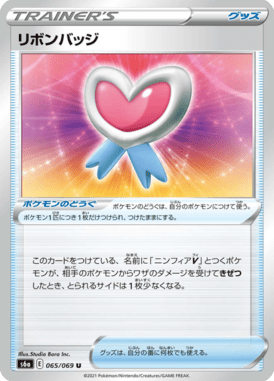 TRAINER'S
グッズ
リボンバッジ
ポケモンのどうぐ
ポケモンのどうぐは、自分のポケモンにつけて使う。
ポケモン1匹につき1枚だけつけられ、つけたままにする。
このカードをつけている、名前に「ニンフィアV」とつくポケ
モンが、相手のポケモンからワザのダメージを受けてきぜつ
したとき、とられるサイドは1枚少なくなる。
Illus. Studio Bora Inc.
s6a E 065/069 U
©2021 Pokémon/Nintendo/Creatures/GAME FREAK.
グッズは、自分の番に何枚でも使える。